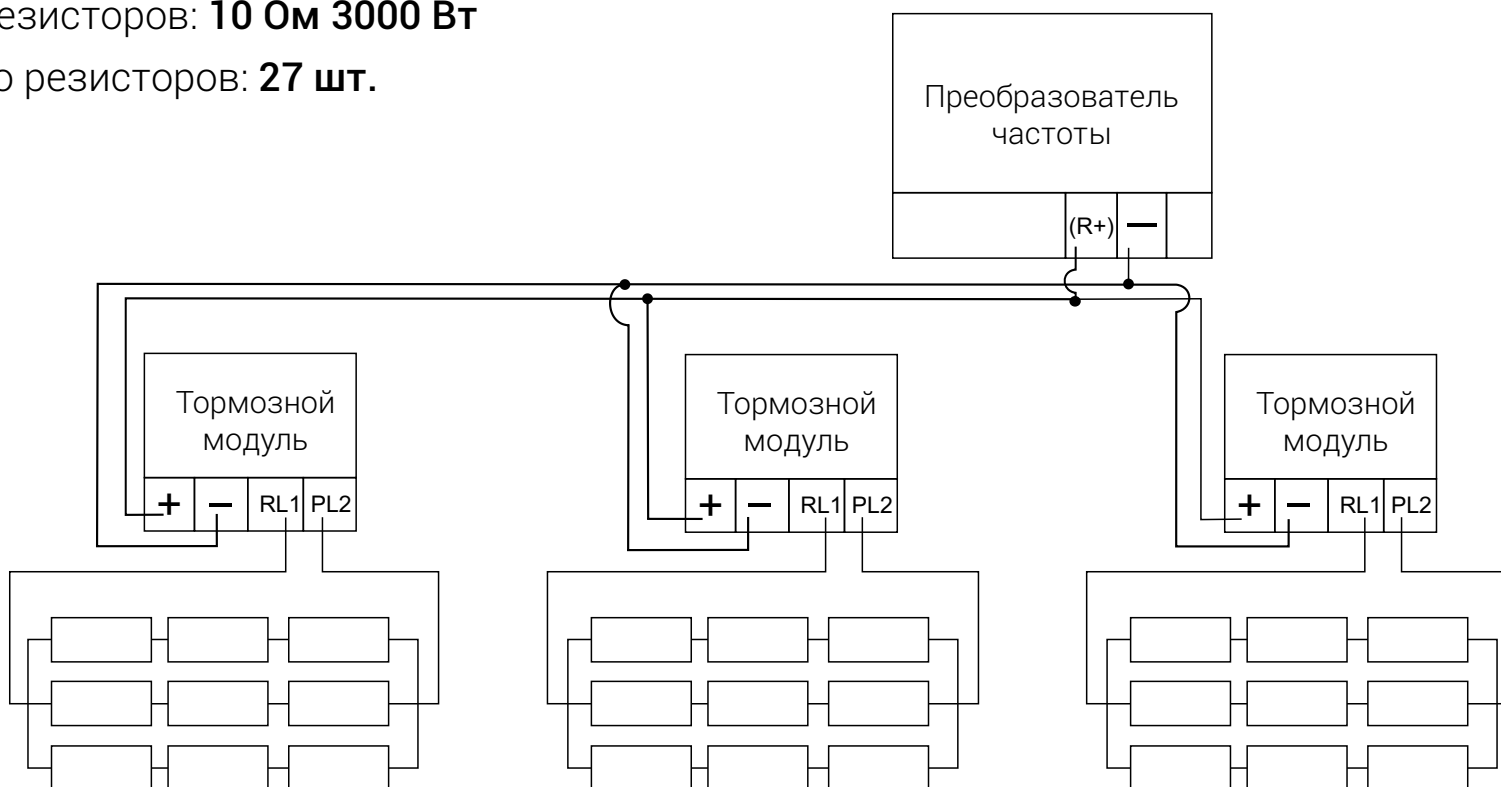 езисторов: 10 Ом 3000 Вт
о резисторов: 27 шт.
Преобразователь
частоты
(R+) —
Тормозной
модуль
+ — RL1 PL2
Тормозной
модуль
+ — RL1 PL2
Тормозной
модуль
+ — RL1 PL2